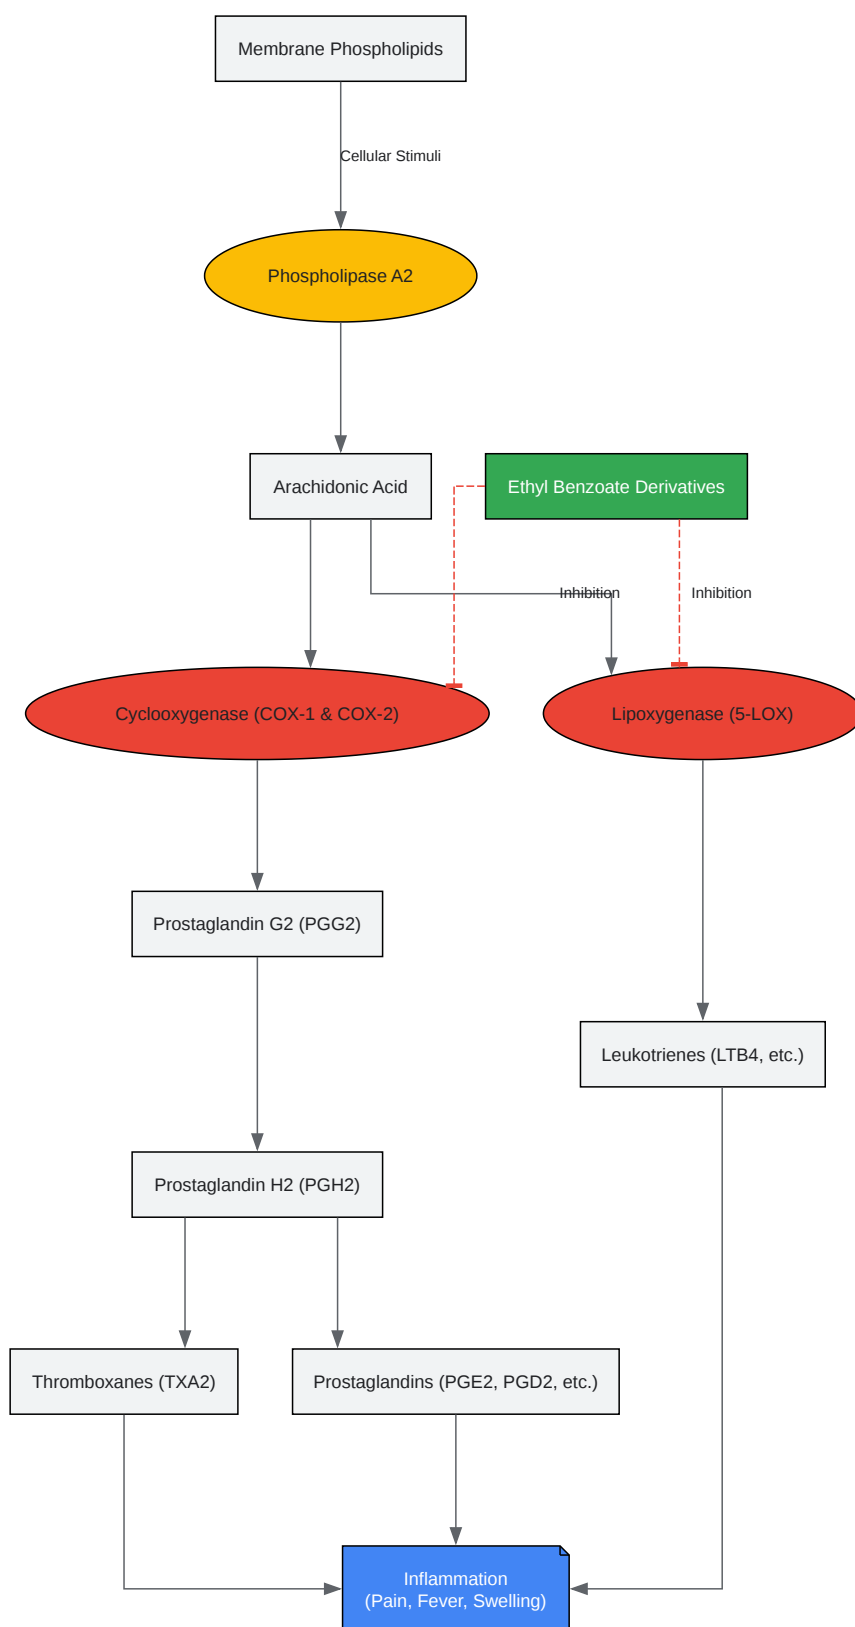 Membrane Phospholipids
Cellular Stimuli
Phospholipase A2
Arachidonic Acid
Ethyl Benzoate Derivatives
Inhibition
Inhibition
Cyclooxygenase (COX-1 & COX-2)
Lipoxygenase (5-LOX)
Prostaglandin G2 (PGG2)
Leukotrienes (LTB4, etc.)
Prostaglandin H2 (PGH2)
Thromboxanes (TXA2)
Prostaglandins (PGE2, PGD2, etc.)
Inflammation
(Pain, Fever, Swelling)